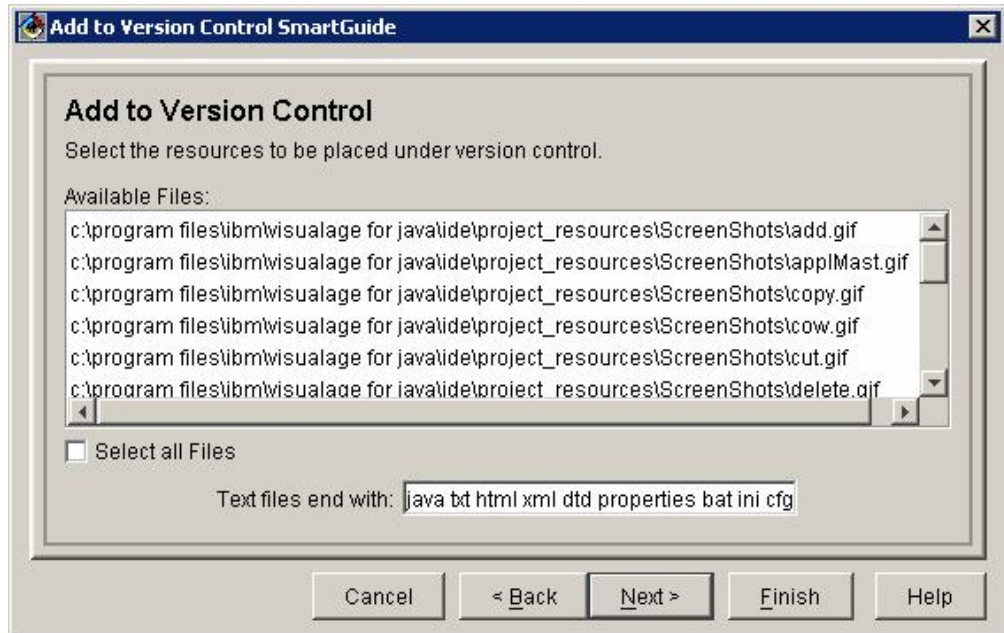 Add to Version Control SmartGuide
Add to Version Control
Select the resources to be placed under version control.
Available Files:
c:\program files\ibm\visualage for java\ide\project_resources\ScreenShots\add.gif
c:\program files\ibm\visualage for java\ide\project_resources\ScreenShots\applMast.gif
c:\program files\ibm\visualage for java\ide\project_resources\ScreenShots\copy.gif
c:\program files\ibm\visualage for java\ide\project_resources\ScreenShots\cow.gif
c:\program files\ibm\visualage for java\ide\project_resources\ScreenShots\cut.gif
c:\program files\ibm\visualage for java\ide\project_resources\ScreenShots\delete.gif
Select all Files
Text files end with: java txt html xml dtd properties bat ini cfg
Cancel < Back Next > Finish Help